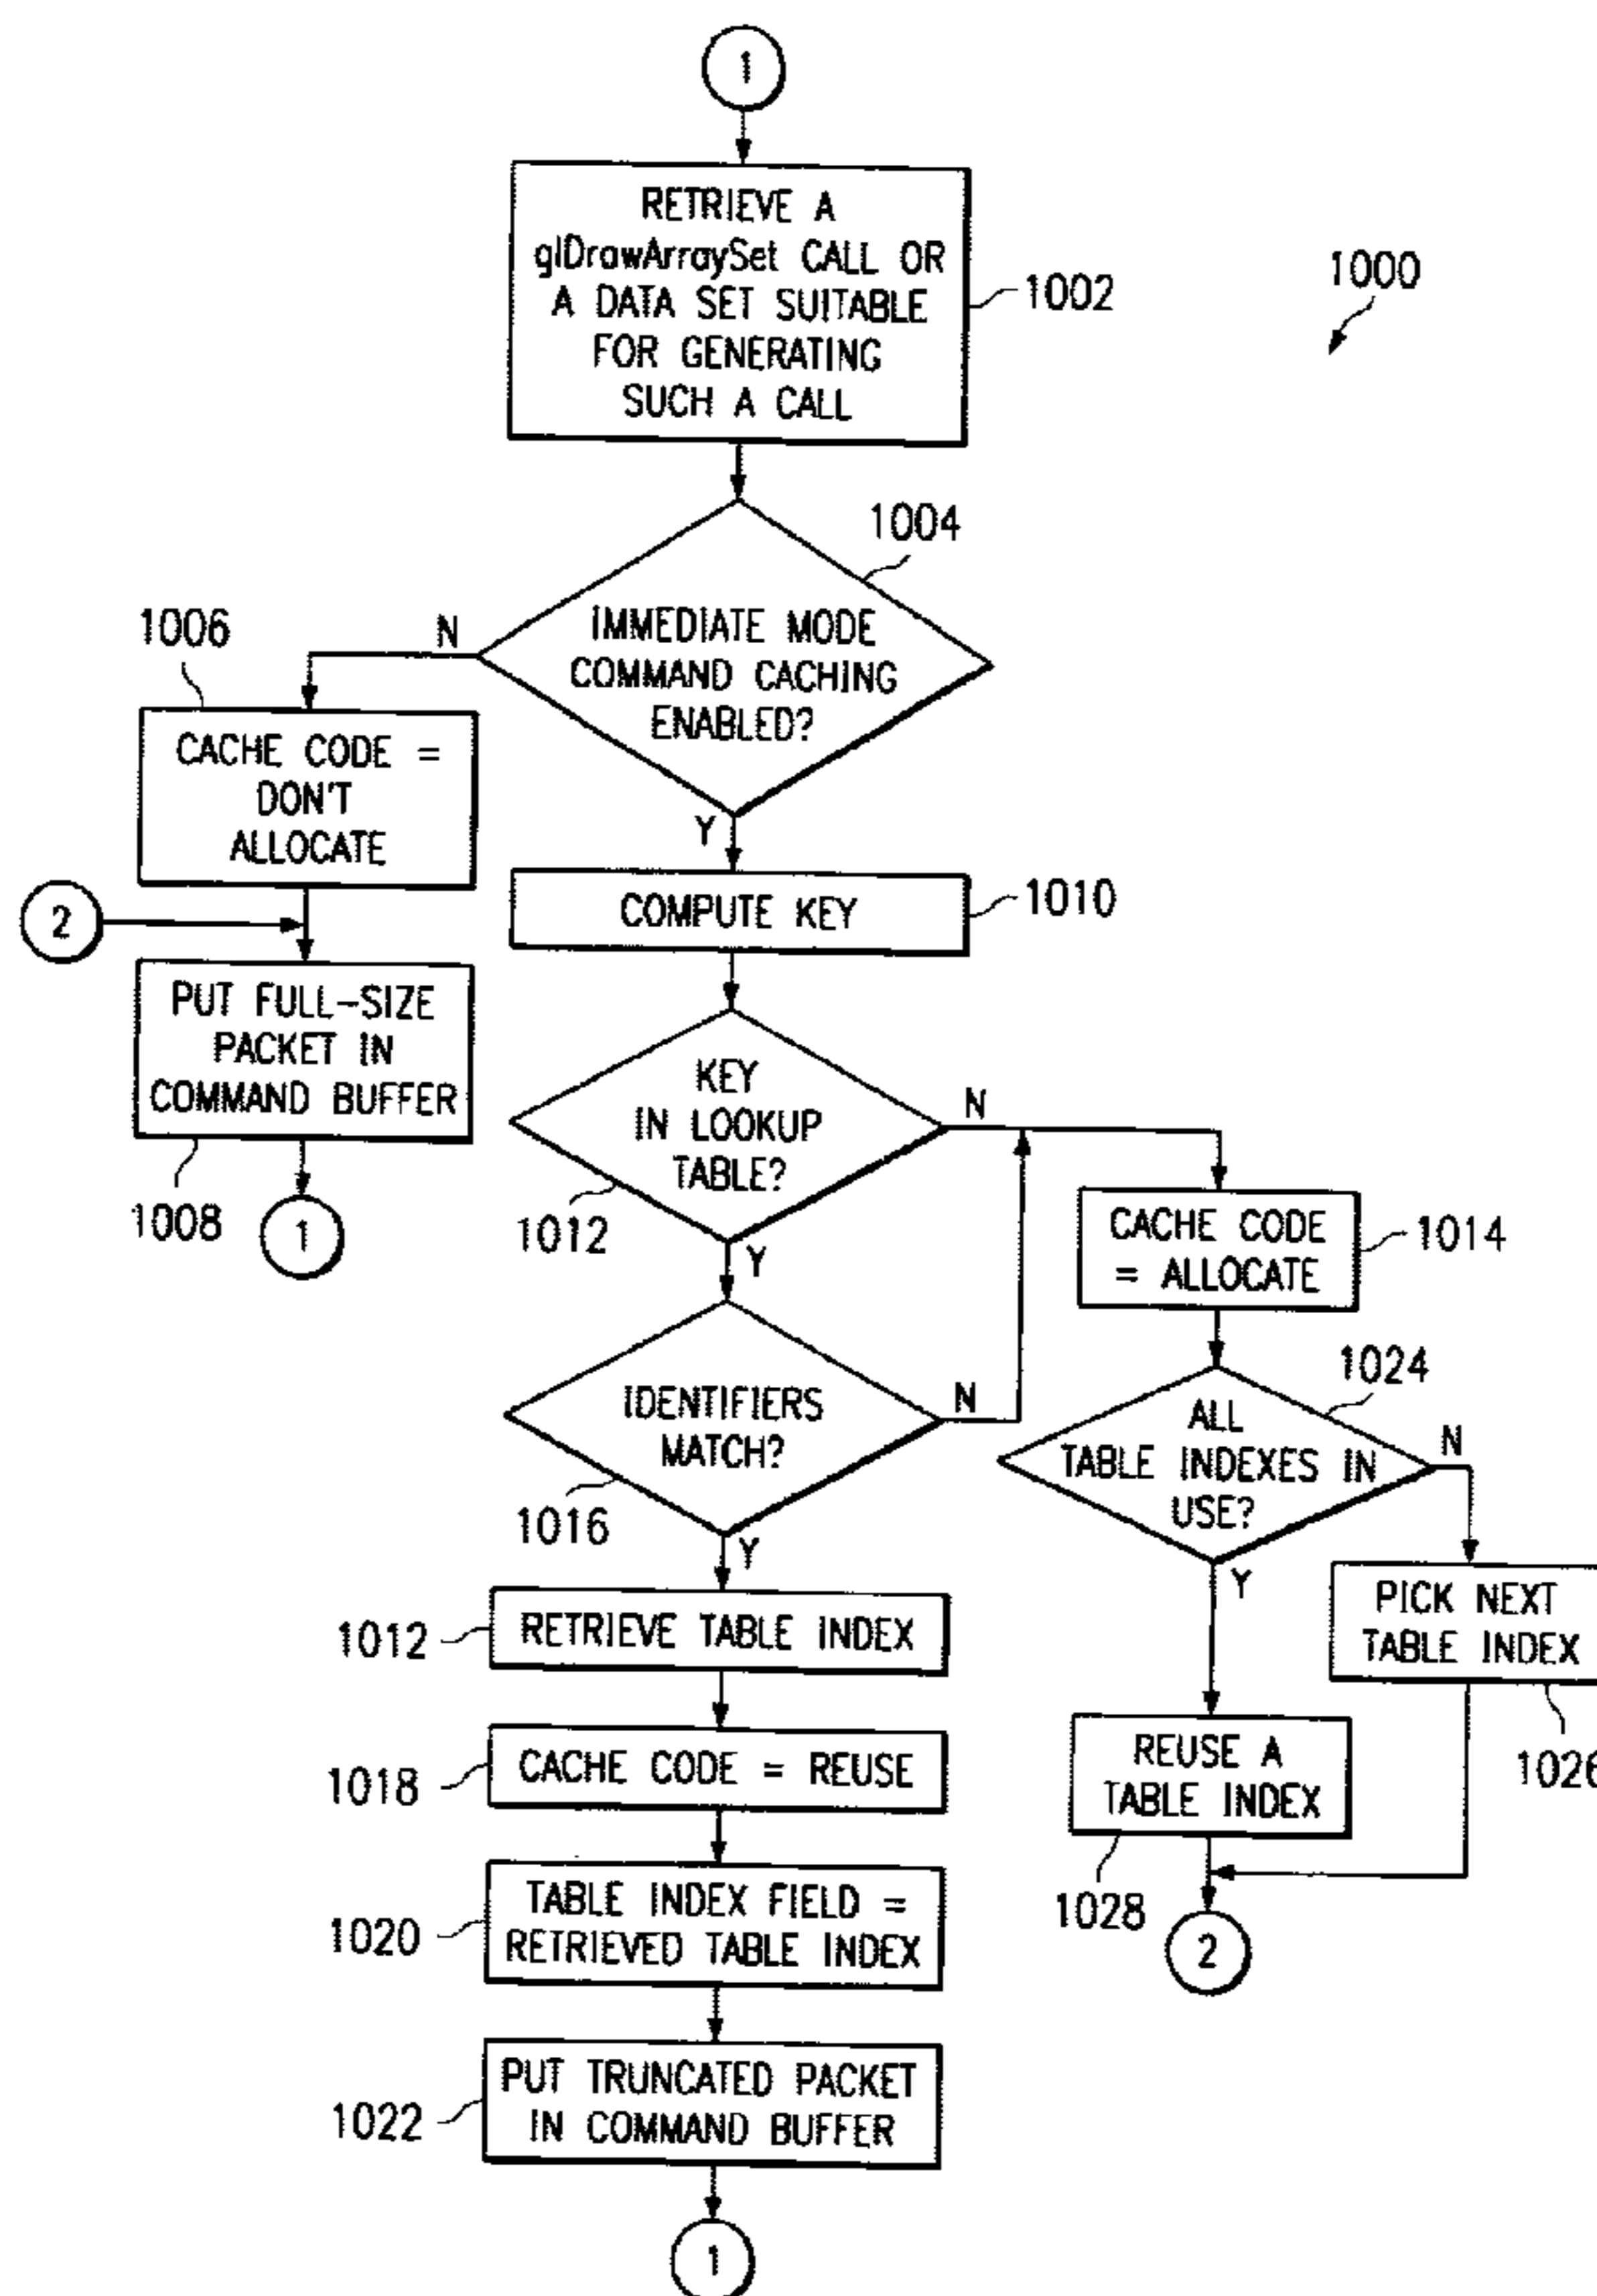 1
RETRIEVE A
glDrawArraySet CALL OR
A DATA SET SUITABLE
FOR GENERATING
SUCH A CALL
1002
1000
1004
IMMEDIATE MODE
COMMAND CACHING
ENABLED?
N
Y
1006
CACHE CODE =
DON'T
ALLOCATE
2
PUT FULL-SIZE
PACKET IN
COMMAND BUFFER
1008
1
COMPUTE KEY
1010
KEY
IN LOOKUP
TABLE?
1012
N
Y
IDENTIFIERS
MATCH?
1016
N
Y
CACHE CODE
= ALLOCATE
1014
1024
ALL
TABLE INDEXES IN
USE?
N
Y
PICK NEXT
TABLE INDEX
1026
REUSE A
TABLE INDEX
1028
2
1012
RETRIEVE TABLE INDEX
1018
CACHE CODE = REUSE
1020
TABLE INDEX FIELD =
RETRIEVED TABLE INDEX
1022
PUT TRUNCATED PACKET
IN COMMAND BUFFER
1